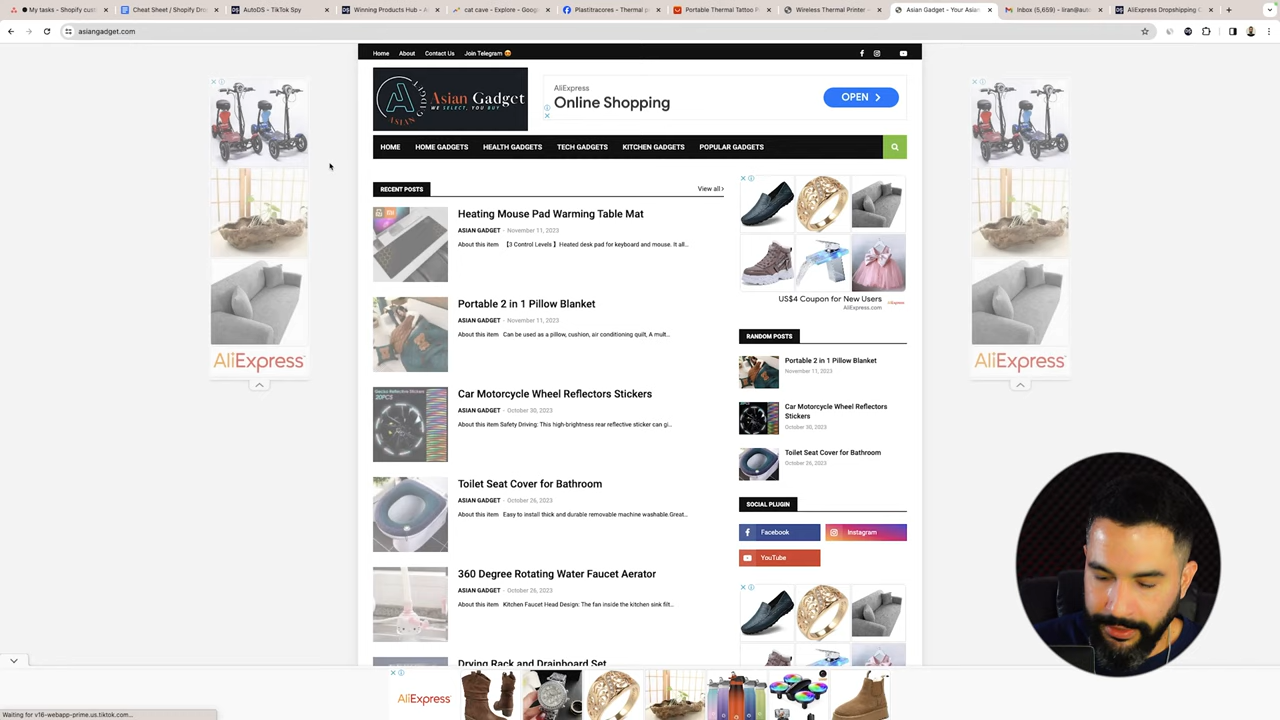 My tasks - Shopify cust
Cheat Sheet / Shopify Dro
AutoDS - TikTok Spy
Winning Products Hub - A
cat cave - Explore - Goog
Plastitracores - Thermal p
Portable Thermal Tattoo P
Wireless Thermal Printer –
Asian Gadget - Your Asian
Inbox (5,659) - liran@auto
AliExpress Dropshipping C
asiangadget.com
Home
About
Contact Us
Join Telegram 😍
Asian Gadget
WE SELECT, YOU BUY
ASIAN
AliExpress
Online Shopping
OPEN
HOME
HOME GADGETS
HEALTH GADGETS
TECH GADGETS
KITCHEN GADGETS
POPULAR GADGETS
RECENT POSTS
View all
Heating Mouse Pad Warming Table Mat
ASIAN GADGET - November 11, 2023
About this item 【3 Control Levels 】Heated desk pad for keyboard and mouse. It all...
Portable 2 in 1 Pillow Blanket
ASIAN GADGET - November 11, 2023
About this item Can be used as a pillow, cushion, air conditioning quilt, A mult...
Car Motorcycle Wheel Reflectors Stickers
ASIAN GADGET - October 30, 2023
About this item Safety Driving: This high-brightness rear reflective sticker can gi...
Toilet Seat Cover for Bathroom
ASIAN GADGET - October 26, 2023
About this item Easy to install thick and durable removable machine washable.Great...
360 Degree Rotating Water Faucet Aerator
ASIAN GADGET - October 26, 2023
About this item Kitchen Faucet Head Design: The fan inside the kitchen sink filt...
Drying Rack and Drainboard Set
US$4 Coupon for New Users
AliExpress.com
RANDOM POSTS
Portable 2 in 1 Pillow Blanket
November 11, 2023
Car Motorcycle Wheel Reflectors
Stickers
October 30, 2023
Toilet Seat Cover for Bathroom
October 26, 2023
SOCIAL PLUGIN
Facebook
Instagram
YouTube
AliExpress
AliExpress
AliExpress
Waiting for v16-webapp-prime.us.tiktok.com...